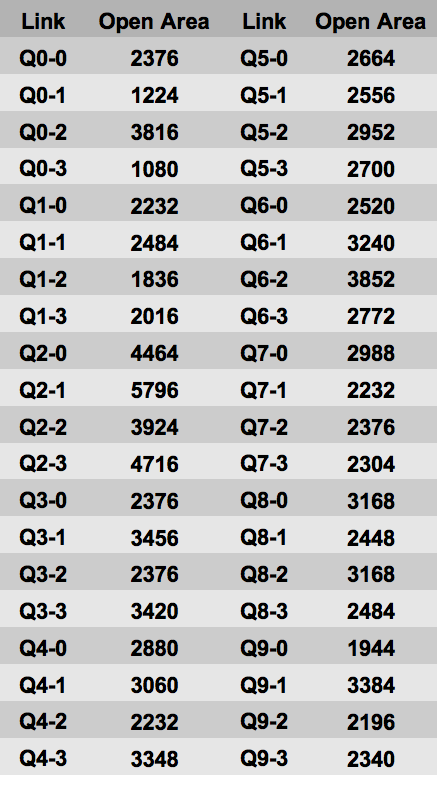 Link Open Area Link Open Area
Q0-0 2376 Q5-0 2664
Q0-1 1224 Q5-1 2556
Q0-2 3816 Q5-2 2952
Q0-3 1080 Q5-3 2700
Q1-0 2232 Q6-0 2520
Q1-1 2484 Q6-1 3240
Q1-2 1836 Q6-2 3852
Q1-3 2016 Q6-3 2772
Q2-0 4464 Q7-0 2988
Q2-1 5796 Q7-1 2232
Q2-2 3924 Q7-2 2376
Q2-3 4716 Q7-3 2304
Q3-0 2376 Q8-0 3168
Q3-1 3456 Q8-1 2448
Q3-2 2376 Q8-2 3168
Q3-3 3420 Q8-3 2484
Q4-0 2880 Q9-0 1944
Q4-1 3060 Q9-1 3384
Q4-2 2232 Q9-2 2196
Q4-3 3348 Q9-3 2340